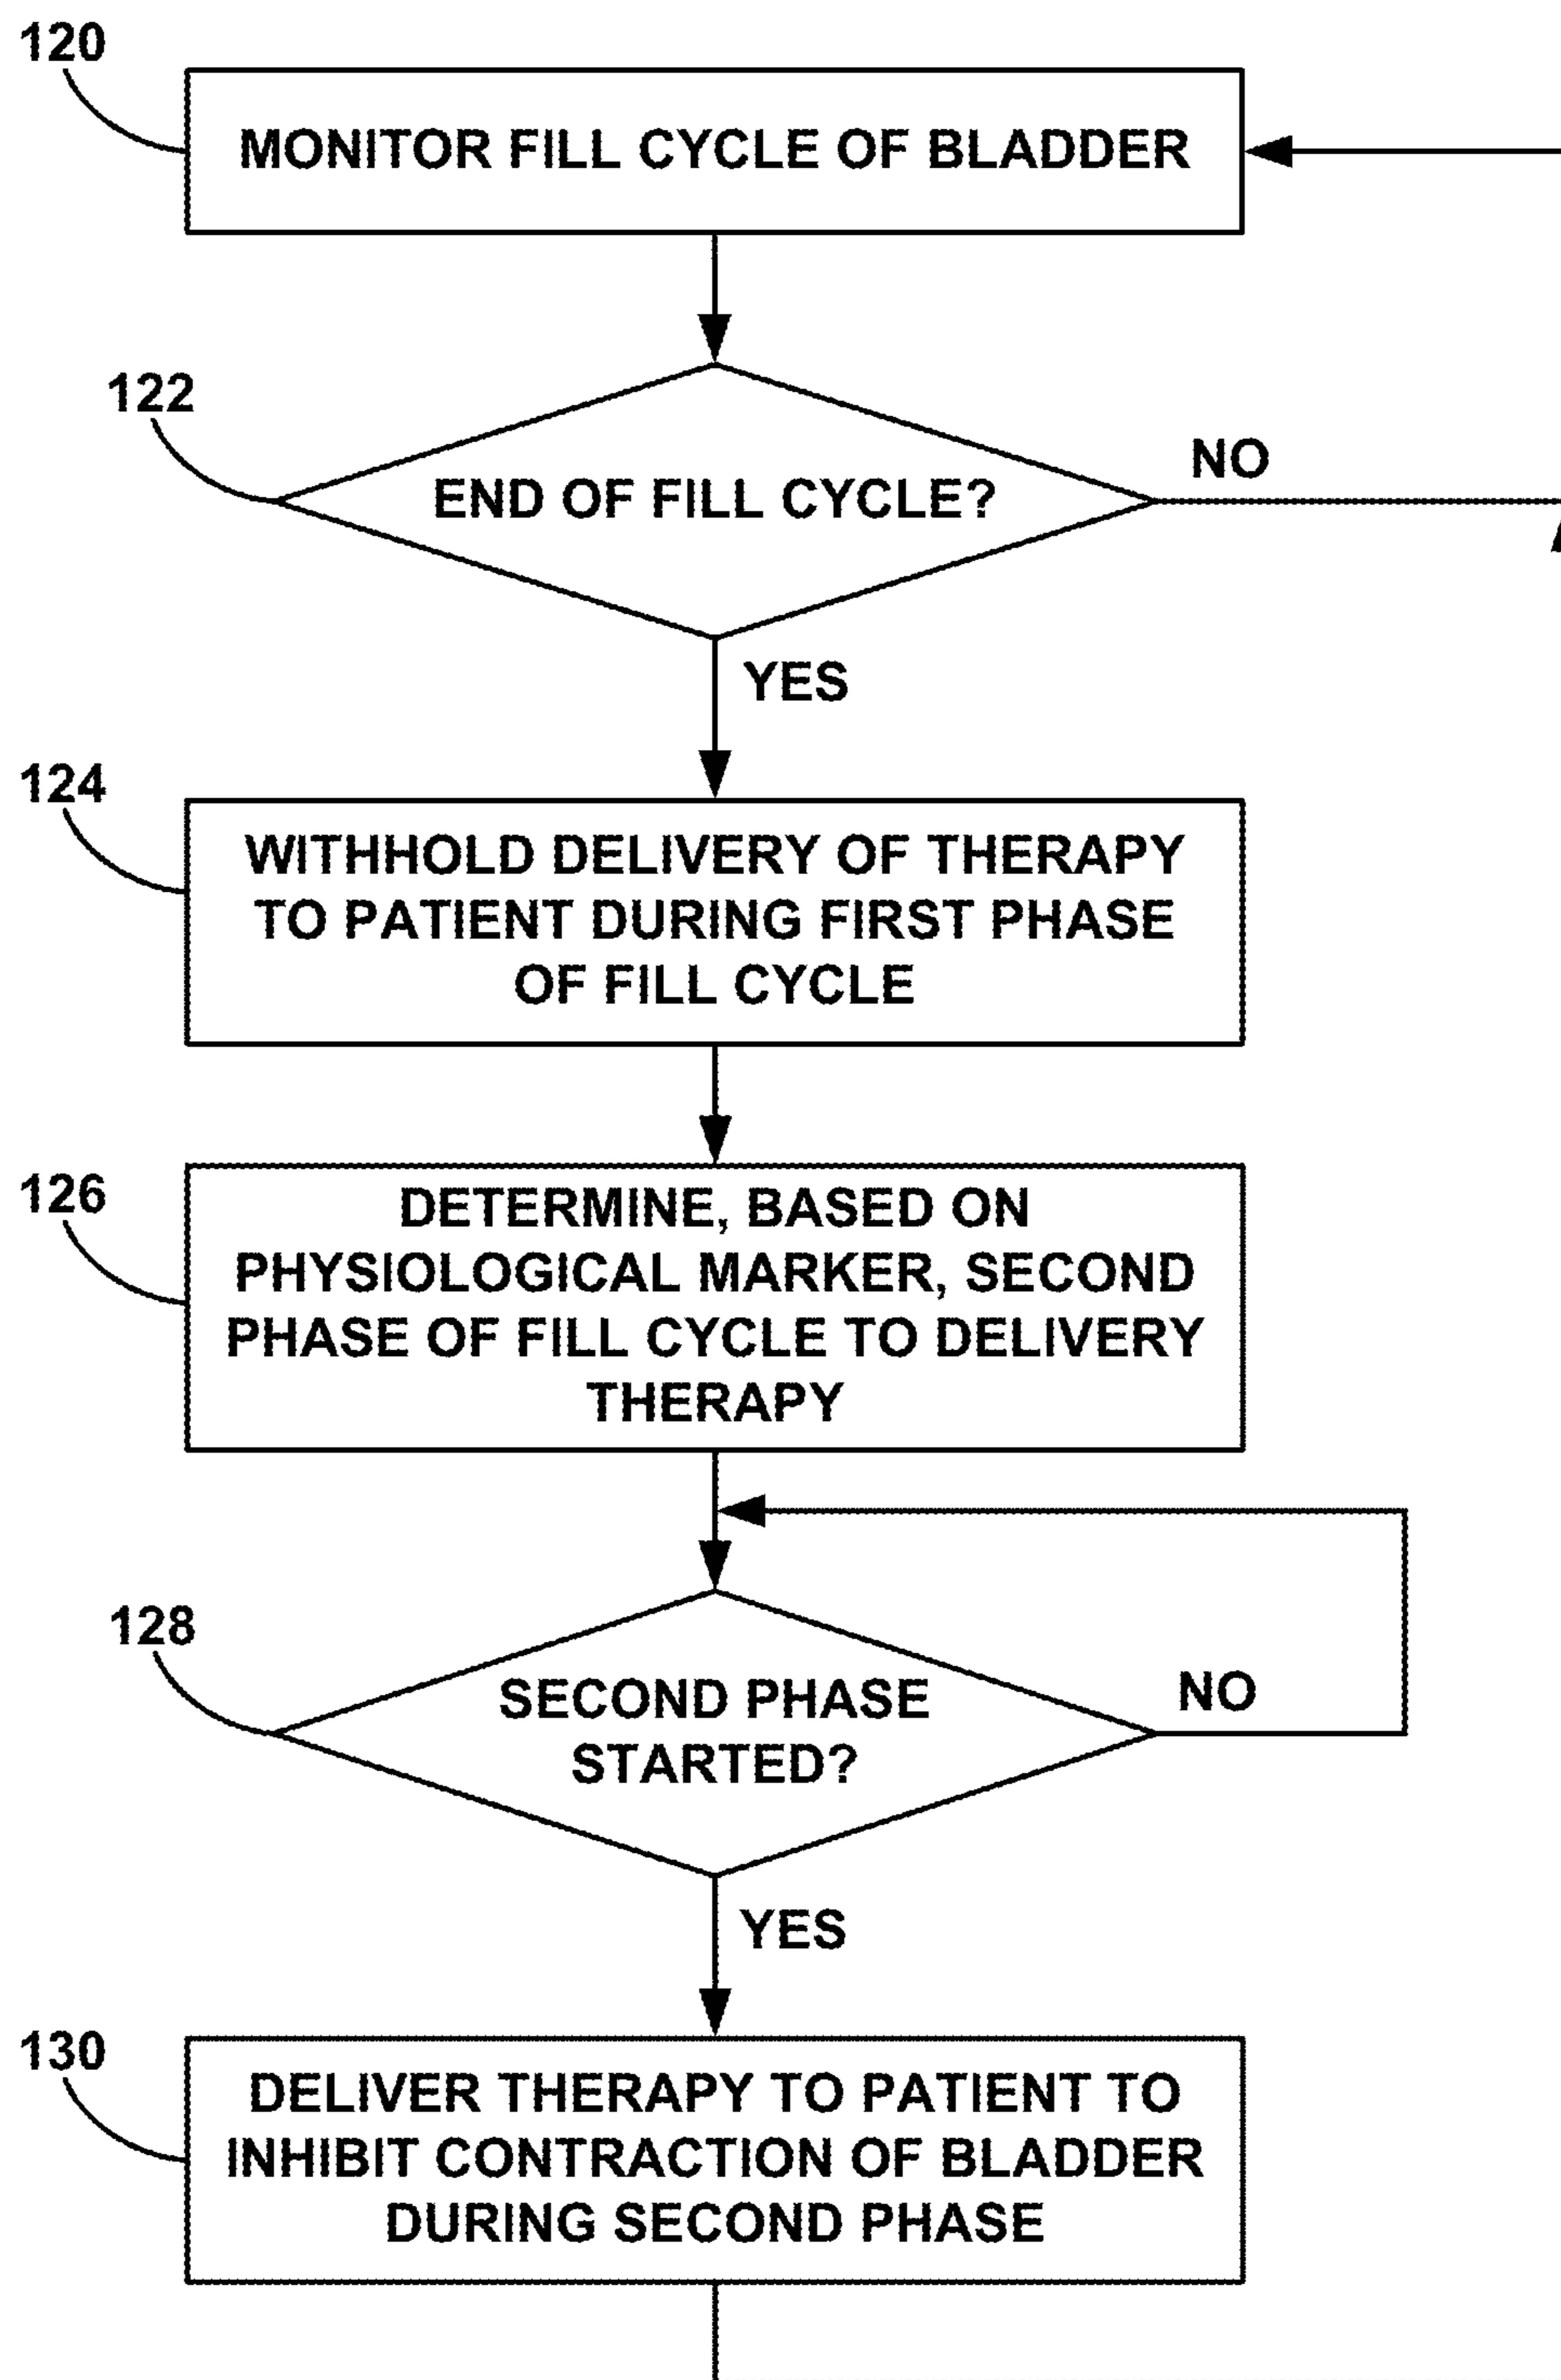 120
MONITOR FILL CYCLE OF BLADDER
122
END OF FILL CYCLE?
NO
YES
124
WITHHOLD DELIVERY OF THERAPY
TO PATIENT DURING FIRST PHASE
OF FILL CYCLE
126
DETERMINE, BASED ON
PHYSIOLOGICAL MARKER, SECOND
PHASE OF FILL CYCLE TO DELIVERY
THERAPY
128
SECOND PHASE
STARTED?
NO
YES
130
DELIVER THERAPY TO PATIENT TO
INHIBIT CONTRACTION OF BLADDER
DURING SECOND PHASE